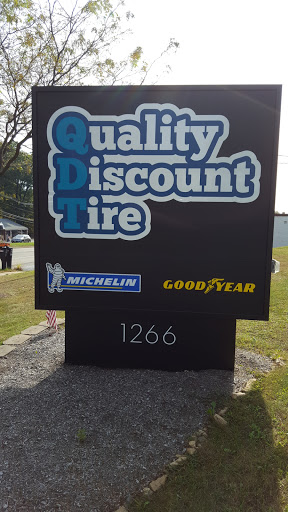 Quality
Discount
Tire
MICHELIN
GOODYEAR
1266